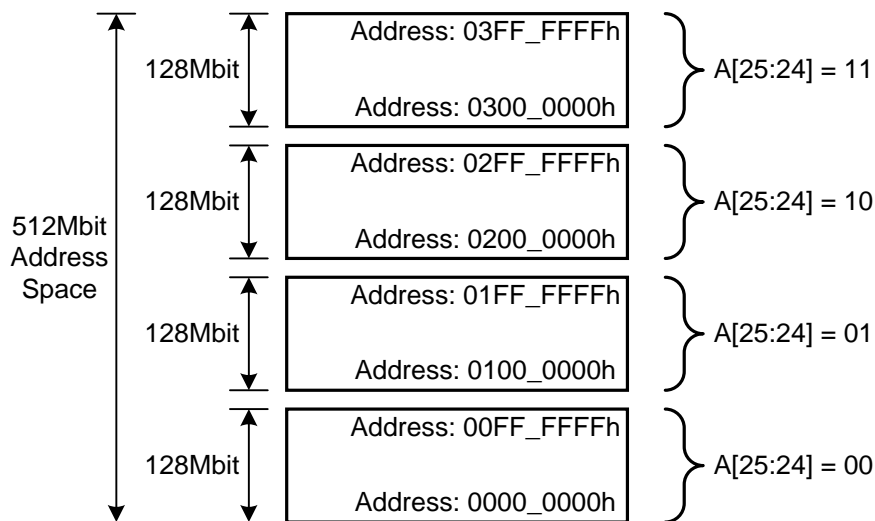 Address: 03FF_FFFFh
128Mbit
A[25:24] = 11
Address: 0300_0000h
Address: 02FF_FFFFh
128Mbit
A[25:24] = 10
512Mbit
Address
Space
Address: 0200_0000h
Address: 01FF_FFFFh
128Mbit
A[25:24] = 01
Address: 0100_0000h
Address: 00FF_FFFFh
128Mbit
A[25:24] = 00
Address: 0000_0000h